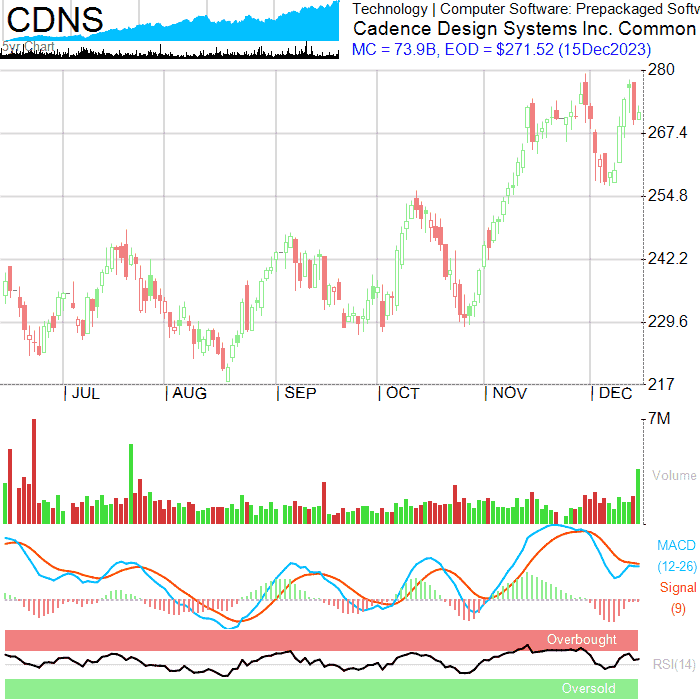 CDNS
5yr Chart
Technology | Computer Software: Prepackaged Softw
Cadence Design Systems Inc. Common
MC = 73.9B, EOD = $271.52 (15Dec2023)
280
267.4
254.8
242.2
229.6
217
| JUL | AUG | SEP | OCT | NOV | DEC
7M
Volume
MACD
(12-26)
Signal
(9)
Overbought
RSI(14)
Oversold